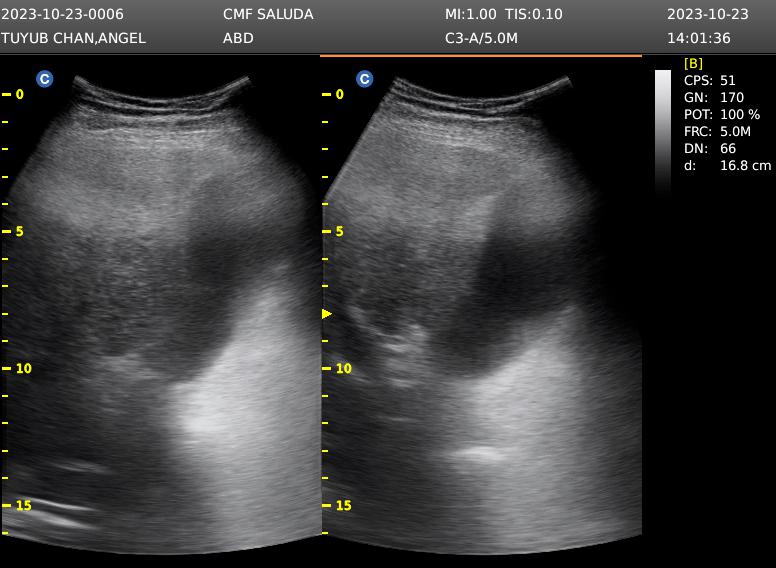 2023-10-23-0006 CMF SALUDA MI:1.00 TIS:0.10 2023-10-23
TUYUB CHAN,ANGEL ABD C3-A/5.0M 14:01:36
C C [B]
0 0 CPS: 51
GN: 170
POT: 100 %
FRC: 5.0M
DN: 66
d: 16.8 cm
5 5
10 10
15 15